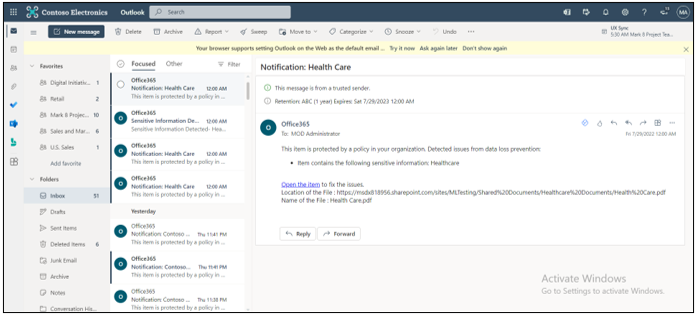 Contoso Electronics
Outlook
Search
MA
New message
Delete
Archive
Report
Sweep
Move to
Categorize
Snooze
Undo
UX Sync
5:30 AM Mark 8 Project Tea...
Your browser supports setting Outlook on the Web as the default email ... Try it now Ask again later Don't show again
Favorites
Digital Initiativ... 1
Retail 2
Mark 8 Projec... 10
Sales and Mar... 6
U.S. Sales 1
Add favorite
Folders
Inbox 51
Drafts
Sent Items
Deleted Items 6
Junk Email
Archive
Notes
Conversation His...
Focused Other Filter
Office365
Notification: Health Care 12:00 AM
This item is protected by a policy in ...
Office365
Sensitive Information De... 12:00 AM
Sensitive Information Detected- Hea...
Office365
Notification: Health Care 12:00 AM
This item is protected by a policy in ...
Office365
Notification: Health Care 12:00 AM
This item is protected by a policy in ...
Yesterday
Office365
Notification: Contoso ... Thu 11:41 PM
This item is protected by a policy in ...
Office365
Notification: Contoso... Thu 11:41 PM
This item is protected by a policy in ...
Office365
Notification: Contoso ... Thu 11:38 PM
This item is protected by a policy in ...
Notification: Health Care
This message is from a trusted sender.
Retention: ABC (1 year) Expires: Sat 7/29/2023 12:00 AM
Office365
To: MOD Administrator
Fri 7/29/2022 12:00 AM
This item is protected by a policy in your organization. Detected issues from data loss prevention:
• Item contains the following sensitive information: Healthcare
Open the item to fix the issues.
Location of the File : https://msdx818956.sharepoint.com/sites/MLTesting/Shared%20Documents/Healthcare%20Documents/Health%20Care.pdf
Name of the File : Health Care.pdf
Reply
Forward
Activate Windows
Go to Settings to activate Windows.